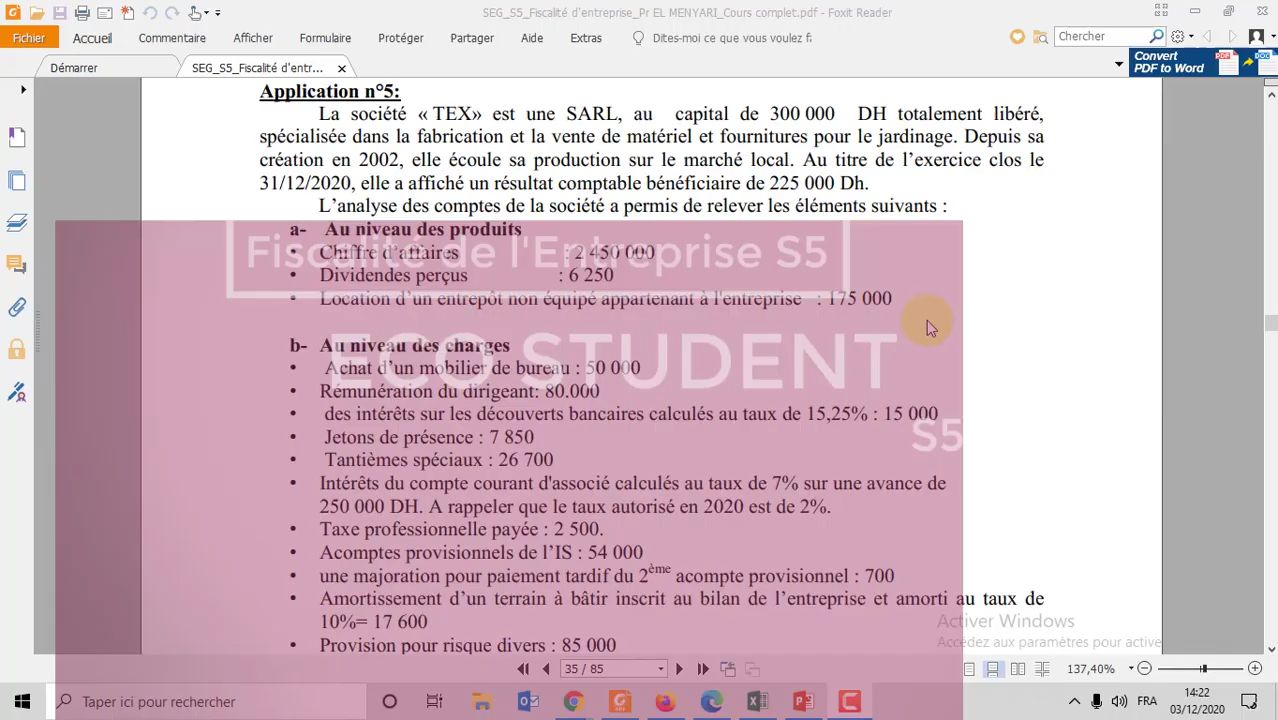 SEG_S5_Fiscalité d'entreprise_Pr EL MENYARI_Cours complet.pdf - Foxit Reader
Fichier Accueil Commentaire Afficher Formulaire Protéger Partager Aide Extras Dites-moi ce que vous voulez fa Chercher
Démarrer SEG_S5_Fiscalité d'entr...
Convert
PDF to Word
Application n°5:
La société « TEX» est une SARL, au capital de 300 000 DH totalement libéré,
spécialisée dans la fabrication et la vente de matériel et fournitures pour le jardinage. Depuis sa
création en 2002, elle écoule sa production sur le marché local. Au titre de l'exercice clos le
31/12/2020, elle a affiché un résultat comptable bénéficiaire de 225 000 Dh.
L'analyse des comptes de la société a permis de relever les éléments suivants :
a- Au niveau des produits
• Chiffre d'affaires : 2 450 000
• Dividendes perçus : 6 250
• Location d'un entrepôt non équipé appartenant à l'entreprise : 175 000
Fiscalité de l'Entreprise S5
ECO STUDENT
S5
b- Au niveau des charges
• Achat d'un mobilier de bureau : 50 000
• Rémunération du dirigeant: 80.000
• des intérêts sur les découverts bancaires calculés au taux de 15,25% : 15 000
• Jetons de présence : 7 850
• Tantièmes spéciaux : 26 700
• Intérêts du compte courant d'associé calculés au taux de 7% sur une avance de
250 000 DH. A rappeler que le taux autorisé en 2020 est de 2%.
• Taxe professionnelle payée : 2 500.
• Acomptes provisionnels de l'IS : 54 000
• une majoration pour paiement tardif du 2ème acompte provisionnel : 700
• Amortissement d'un terrain à bâtir inscrit au bilan de l'entreprise et amorti au taux de
10%= 17 600
• Provision pour risque divers : 85 000
Activer Windows
Accédez aux paramètres pour active
35 / 85
137,40%
Taper ici pour rechercher
FRA
14:22
03/12/2020